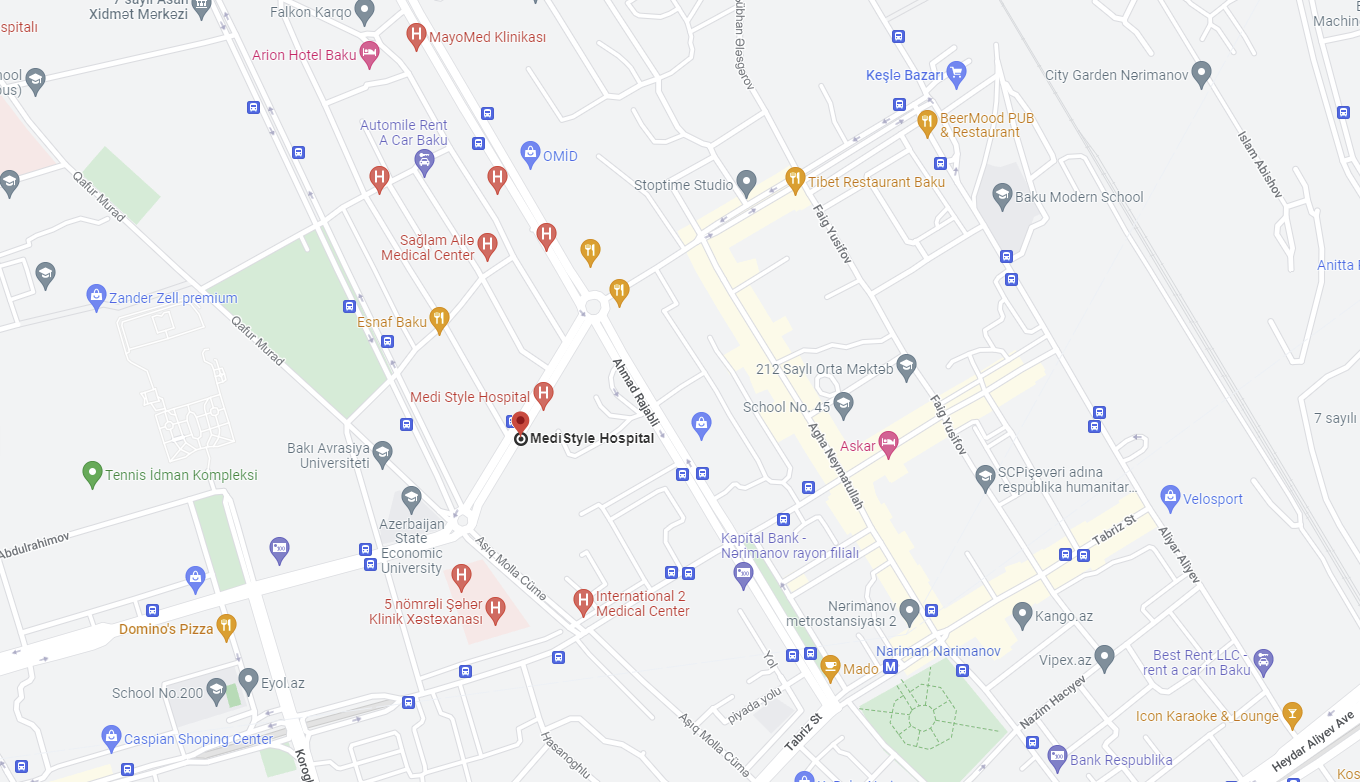 7 saylı Asan
Xidmət Mərkəzi
Falkon Karqo
spitalı
MayoMed Klinikası
Arion Hotel Baku
Sübhan Ələsgərov
Keşlə Bazarı
City Garden Nərimanov
Machin
Automile Rent
A Car Baku
BeerMood PUB
& Restaurant
OMİD
Islam Abishov
Stoptime Studio
Tibet Restaurant Baku
Qafur Murad
Baku Modern School
Faig Yusifov
Sağlam Ailə
Medical Center
Anitta
Zander Zell premium
Esnaf Baku
Qafur Murad
212 Saylı Orta Məktəb
Ahmad Rajabli
Medi Style Hospital
School No. 45
Faig Yusifov
7 saylı
MediStyle Hospital
Askar
Bakı Avrasiya
Universiteti
Agha Neymatullah
Tennis İdman Kompleksi
SCPişəvəri adına
respublika humanitar...
Velosport
Azerbaijan
State
Economic
University
Abdulrahimov
Kapital Bank -
Nərimanov rayon filialı
Tabriz St
Aliyar Aliyev
Aşıq Molla Cümə
5 nömrəli Şəhər
Klinik Xəstəxanası
International 2
Medical Center
Nərimanov
metrostansiyası 2
Kango.az
Domino's Pizza
Nariman Narimanov
Yol
Mado
Vipex.az
Best Rent LLC -
rent a car in Baku
School No.200
Eyol.az
piyada yolu
Nazim Hacıyev
Icon Karaoke & Lounge
Caspian Shoping Center
Aşıq Molla Cümə
Tabriz St
Hasanoghlu
Korogl
Heydar Aliyev Ave
Bank Respublika
Kos